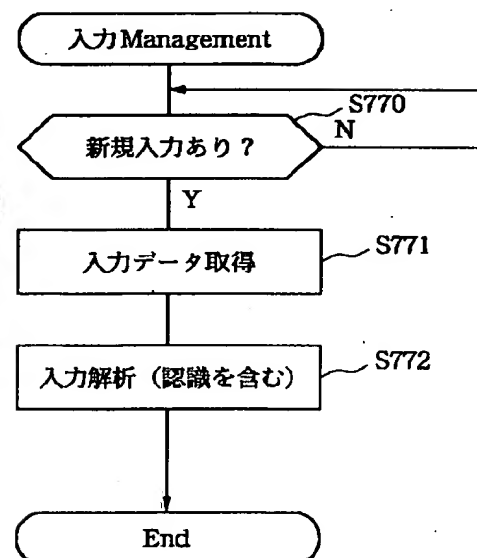 入力Management
S770
新規入力あり？
N
Y
入力データ取得
S771
入力解析（認識を含む）
S772
End